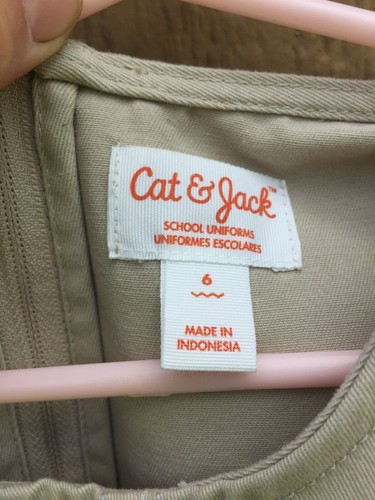 Cat & Jack™
SCHOOL UNIFORMS
UNIFORMES ESCOLARES
6
MADE IN
INDONESIA